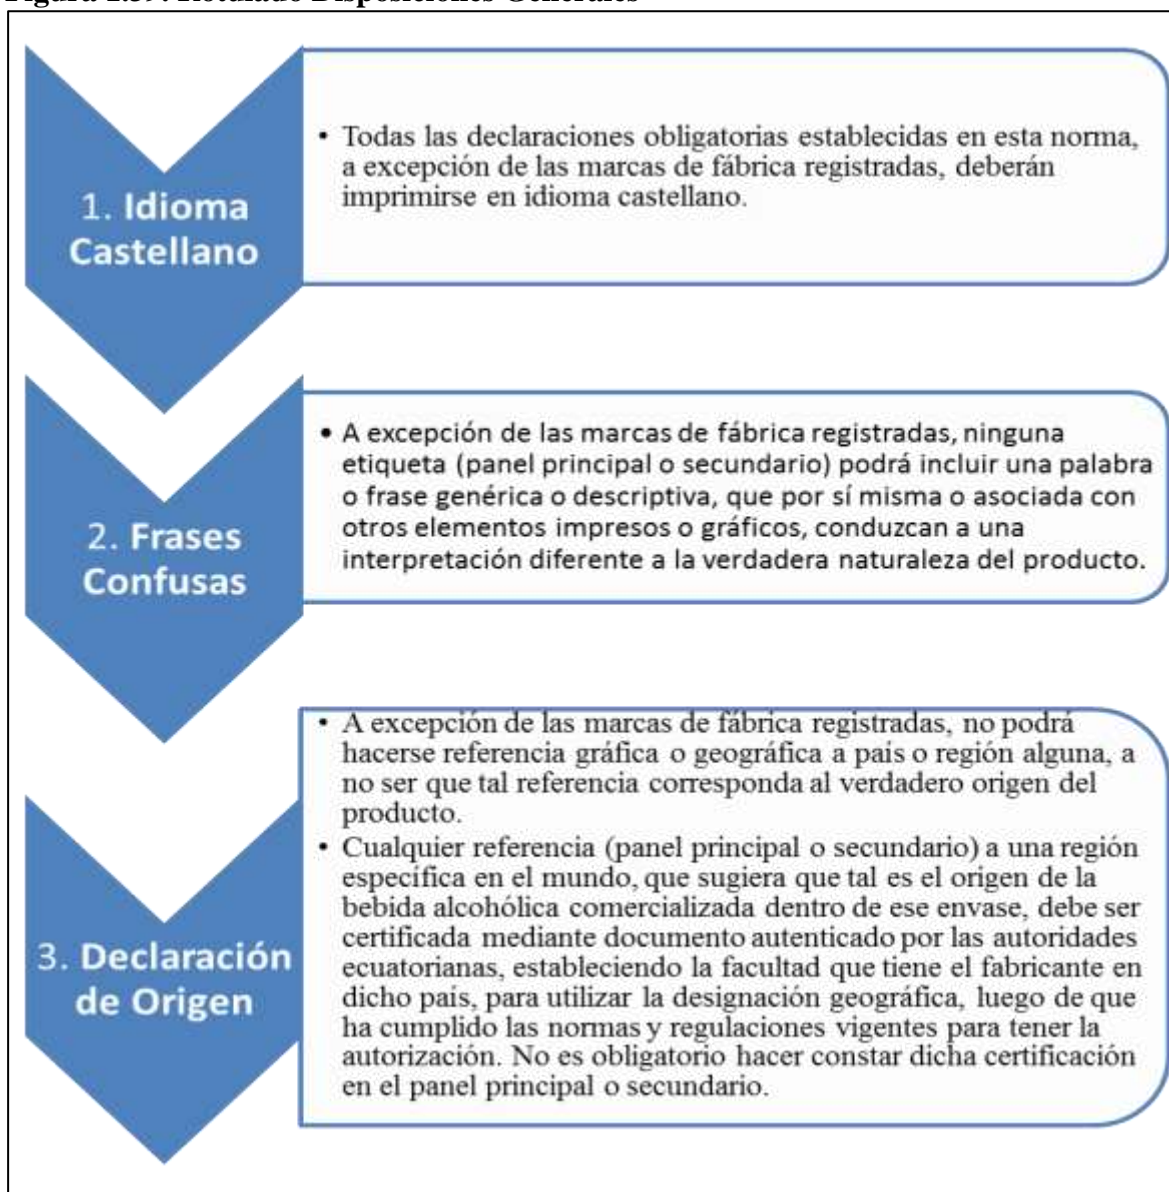 Figura 1.39. Rotulado Disposiciones Generales
1. Idioma
Castellano
• Todas las declaraciones obligatorias establecidas en esta norma,
a excepción de las marcas de fábrica registradas, deberán
imprimirse en idioma castellano.
2. Frases
Confusas
• A excepción de las marcas de fábrica registradas, ninguna
etiqueta (panel principal o secundario) podrá incluir una palabra
o frase genérica o descriptiva, que por sí misma o asociada con
otros elementos impresos o gráficos, conduzcan a una
interpretación diferente a la verdadera naturaleza del producto.
3. Declaración
de Origen
• A excepción de las marcas de fábrica registradas, no podrá
hacerse referencia gráfica o geográfica a país o región alguna, a
no ser que tal referencia corresponda al verdadero origen del
producto.
• Cualquier referencia (panel principal o secundario) a una región
específica en el mundo, que sugiera que tal es el origen de la
bebida alcohólica comercializada dentro de ese envase, debe ser
certificada mediante documento autenticado por las autoridades
ecuatorianas, estableciendo la facultad que tiene el fabricante en
dicho país, para utilizar la designación geográfica, luego de que
ha cumplido las normas y regulaciones vigentes para tener la
autorización. No es obligatorio hacer constar dicha certificación
en el panel principal o secundario.